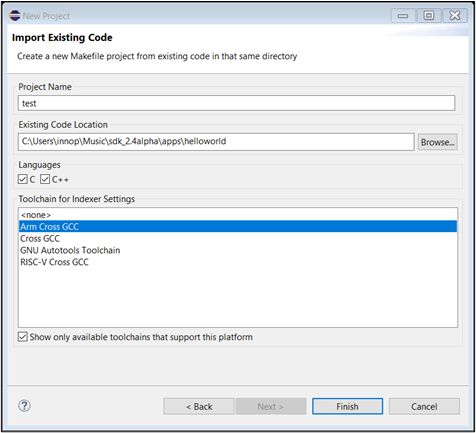 New Project
Import Existing Code
Create a new Makefile project from existing code in that same directory
Project Name
test
Existing Code Location
C:\Users\innop\Music\sdk_2.4alpha\apps\helloworld
Browse...
Languages
C C++
Toolchain for Indexer Settings
<none>
Arm Cross GCC
Cross GCC
GNU Autotools Toolchain
RISC-V Cross GCC
Show only available toolchains that support this platform
? < Back Next > Finish Cancel